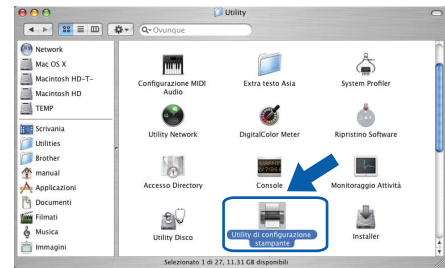 Utility
Q- Ovunque
Network
Mac OS X
Macintosh HD-T-
Macintosh HD
TEMP
Scrivania
Utilities
Brother
manual
Applicazioni
Documenti
Filmati
Musica
Immagini
Configurazione MIDI
Audio
Extra testo Asia
System Profiler
Utility Network
DigitalColor Meter
Ripristino Software
Accesso Directory
Console
Monitoraggio Attività
Utility Disco
Utility di configurazione
stampante
Installer
Selezionato 1 di 27, 11.31 GB disponibili